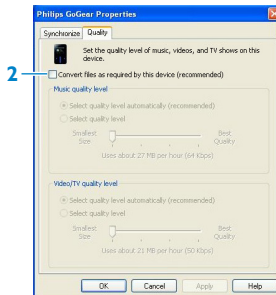 Philips GoGear Properties
Synchronize Quality
Set the quality level of music, videos, and TV shows on this
device.
2
Convert files as required by this device (recommended)
Music quality level
Select quality level automatically (recommended)
Select quality level
Smallest Best
Size Quality
Uses about 27 MB per hour (64 Kbps)
Video/TV quality level
Select quality level automatically (recommended)
Select quality level
Smallest Best
Size Quality
Uses about 21 MB per hour (50 Kbps)
OK Cancel Apply Help